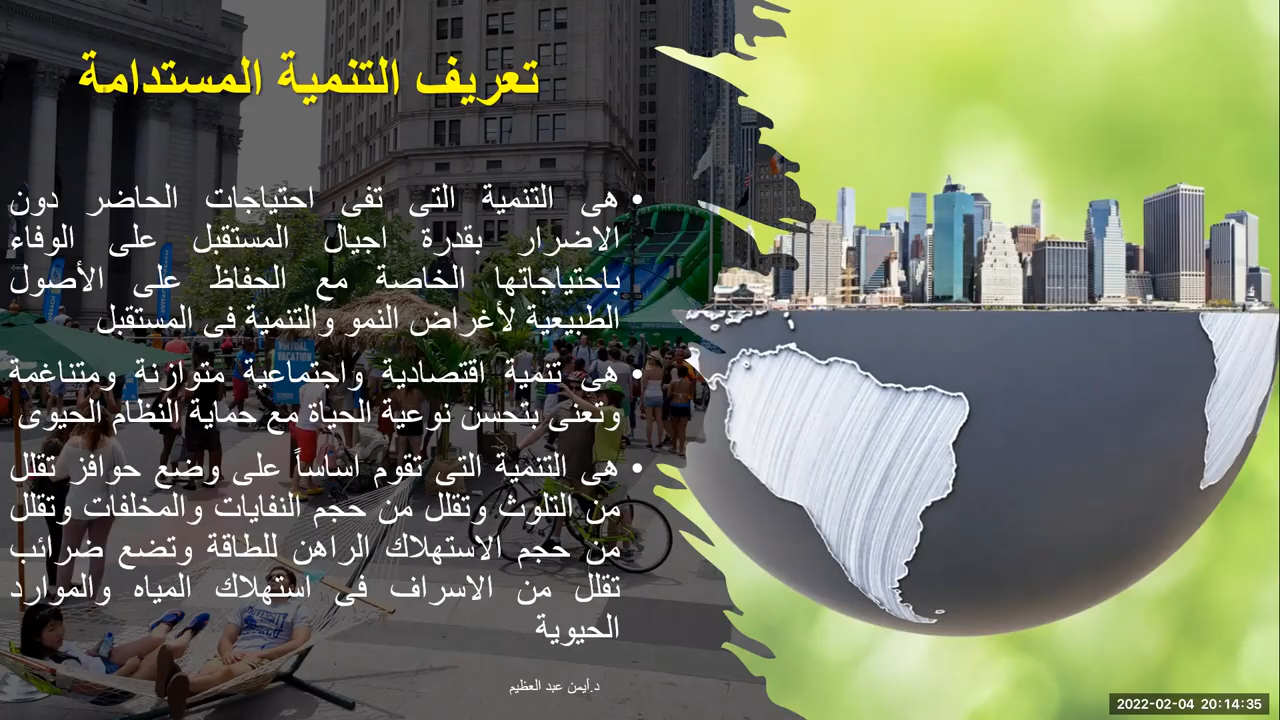 تعريف التنمية المستدامة
• هى التنمية التى تفى احتياجات الحاضر دون
الاضرار بقدرة اجيال المستقبل على الوفاء
باحتياجاتها الخاصة مع الحفاظ على الأصول
الطبيعية لأغراض النمو والتنمية فى المستقبل
• هى تنمية اقتصادية واجتماعية متوازنة ومتناغمة
وتعنى بتحسن نوعية الحياة مع حماية النظام الحيوى
• هى التنمية التى تقوم اساساً على وضع حوافز تقلل
من التلوث وتقلل من حجم النفايات والمخلفات وتقلل
من حجم الاستهلاك الراهن للطاقة وتضع ضرائب
تقلل من الاسراف فى استهلاك المياه والموارد
الحيوية
د.أيمن عبد العظيم
VIRTUAL
VACATION
2022-02-04 20:14:35